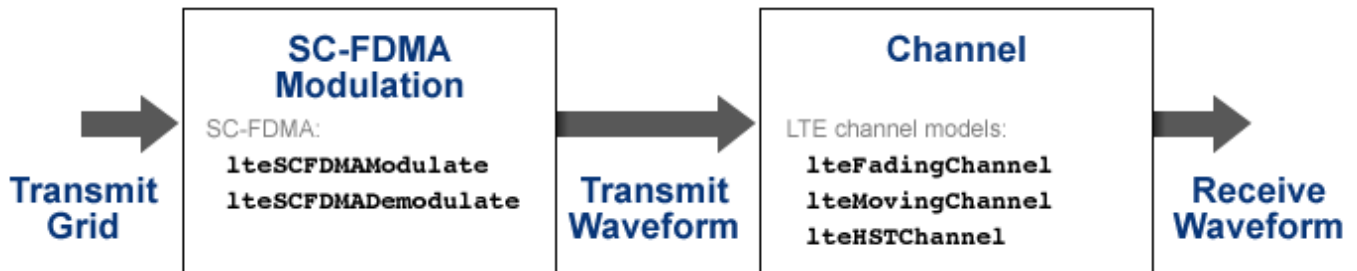 SC-FDMA
Modulation
SC-FDMA:
lteSCFDMAModulate
lteSCFDMADemodulate
Channel
LTE channel models:
lteFadingChannel
lteMovingChannel
lteHSTChannel
Transmit
Grid
Transmit
Waveform
Receive
Waveform